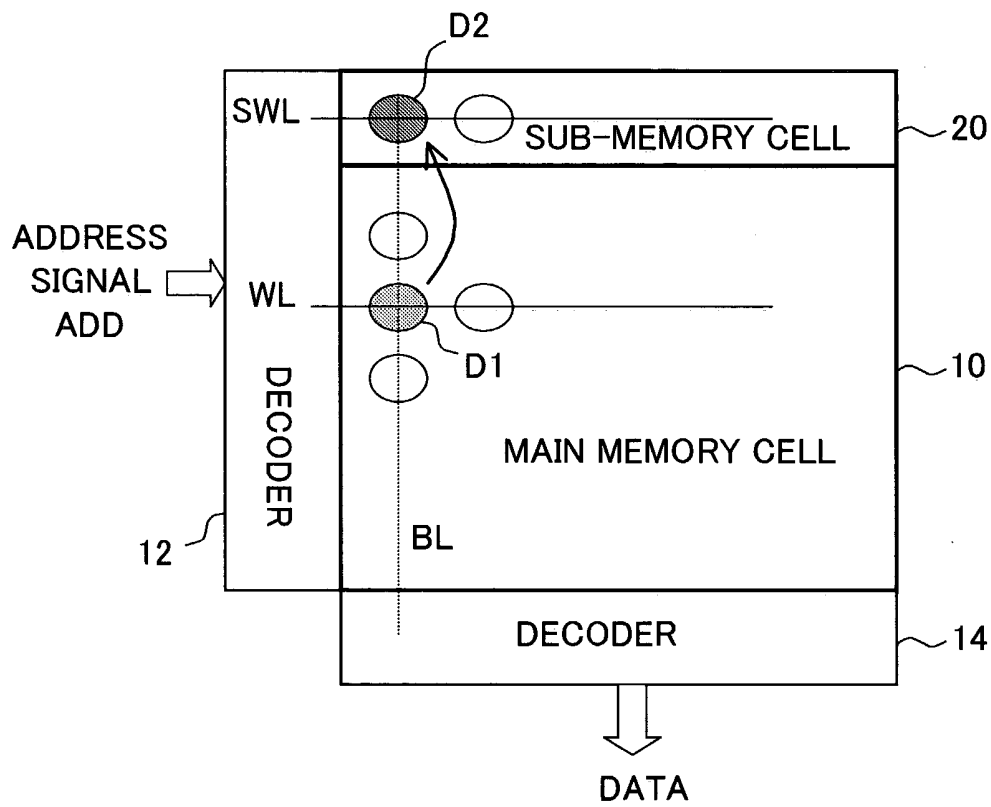 D2
SWL
SUB-MEMORY CELL
20
ADDRESS
SIGNAL
ADD
WL
D1
10
DECODER
MAIN MEMORY CELL
12
BL
DECODER
14
DATA